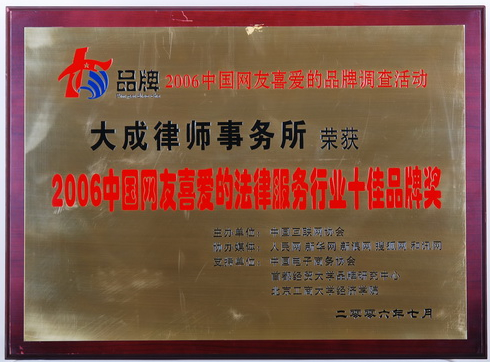 品牌 2006中国网友喜爱的品牌调查活动
大成律师事务所 荣获
2006中国网友喜爱的法律服务行业十佳品牌奖
主办单位： 中国互联网协会
协办媒体： 人民网 新华网 新浪网 搜狐网
支持单位： 中国电子商务协会
首都经贸大学品牌研究中心
北京工商大学经济学院
二零零六年七月